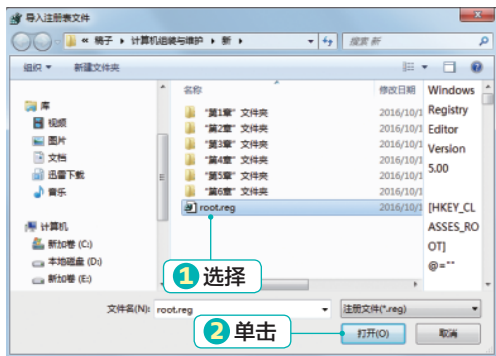 导入注册表文件
« 稿子 ▸ 计算机组装与维护 ▸ 新 ▸
搜索 新
组织 ▼ 新建文件夹
名称 修改日期
库
视频
图片
文档
迅雷下载
音乐
计算机
新加卷 (C:)
本地磁盘 (D:)
新加卷 (E:)
"第1章" 文件夹 2016/10/1
"第2章" 文件夹 2016/10/1
"第3章" 文件夹 2016/10/1
"第4章" 文件夹 2016/10/1
"第5章" 文件夹 2016/10/1
"第6章" 文件夹 2016/10/1
root.reg 2016/10/1
Windows
Registry
Editor
Version
5.00
[HKEY_CL
ASSES_RO
OT]
@=""
1 选择
文件名(N): root.reg
注册文件(*.reg)
2 单击
打开(O) 取消